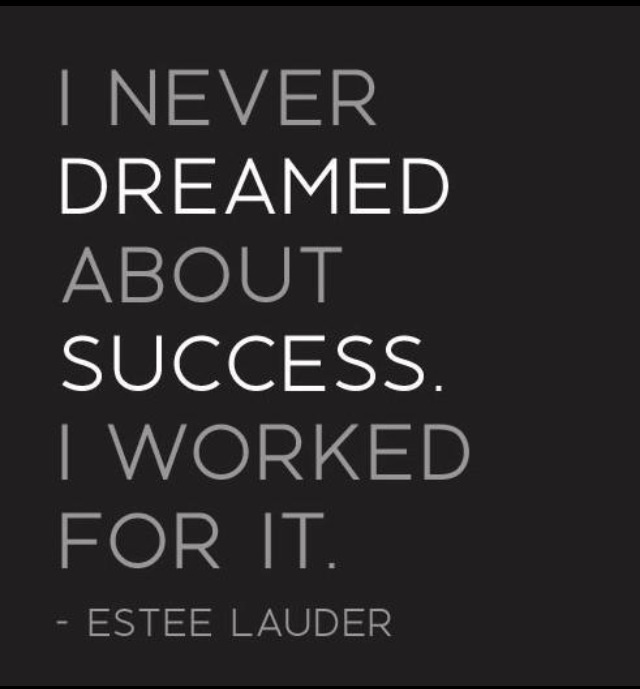 I NEVER
DREAMED
ABOUT
SUCCESS.
I WORKED
FOR IT.
- ESTEE LAUDER